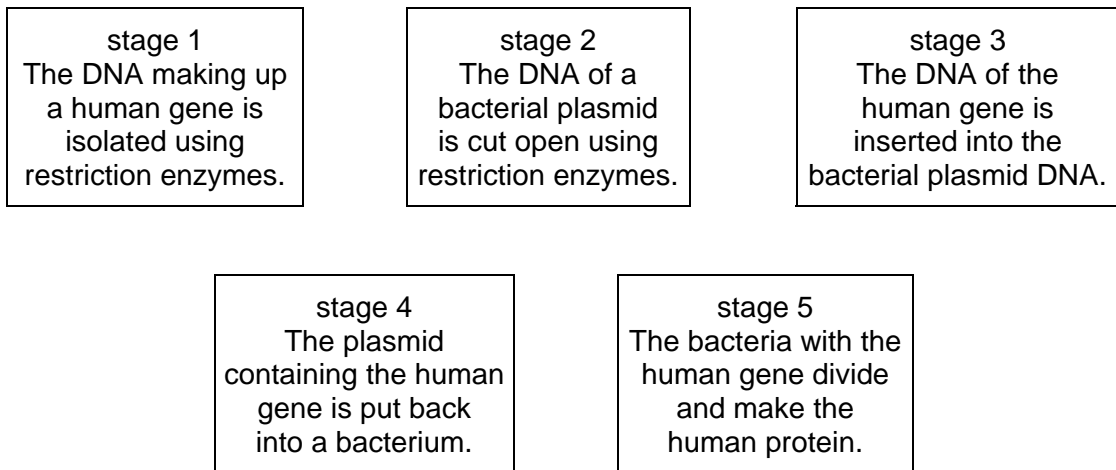 stage 1
The DNA making up
a human gene is
isolated using
restriction enzymes.
stage 2
The DNA of a
bacterial plasmid
is cut open using
restriction enzymes.
stage 3
The DNA of the
human gene is
inserted into the
bacterial plasmid DNA.
stage 4
The plasmid
containing the human
gene is put back
into a bacterium.
stage 5
The bacteria with the
human gene divide
and make the
human protein.